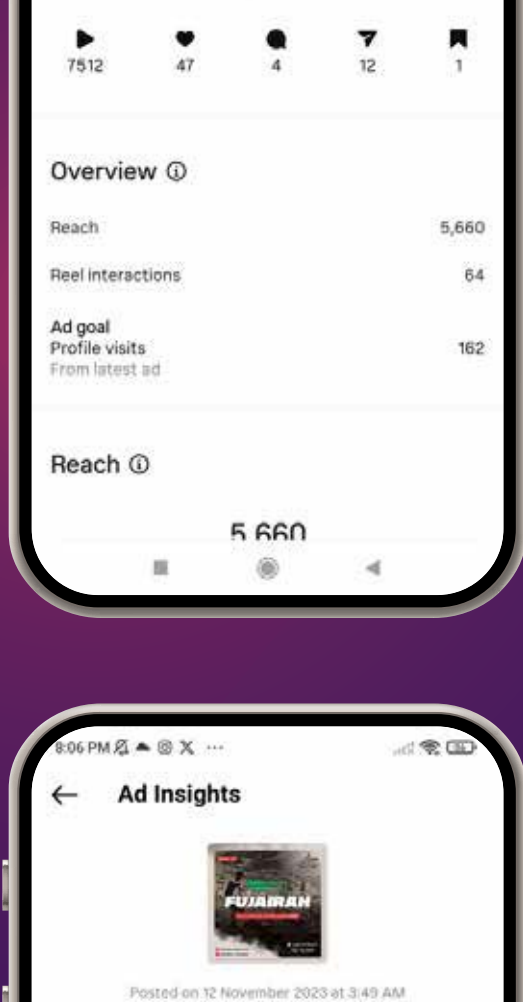 7512 47 4 12 1
Overview
Reach 5,660
Reel interactions 64
Ad goal
Profile visits 162
From latest ad
Reach
5,660
8:06 PM
Ad Insights
FUJAIRAH
Posted on 12 November 2023 at 3:49 AM